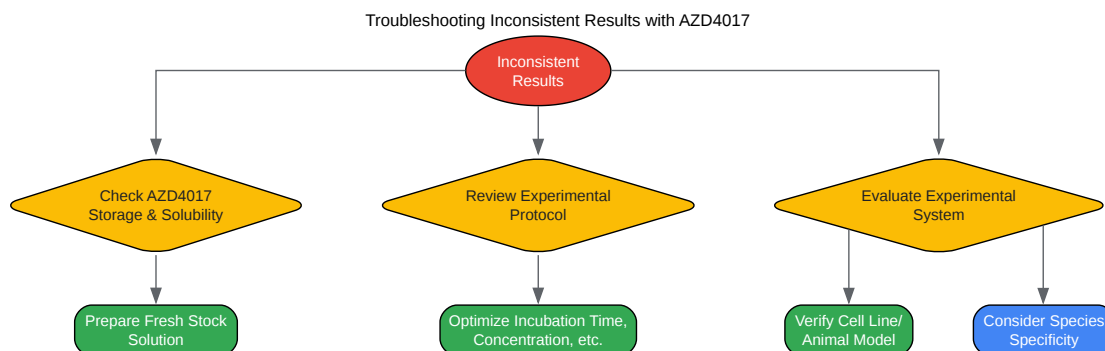 Troubleshooting Inconsistent Results with AZD4017
Inconsistent
Results
Check AZD4017
Storage & Solubility
Review Experimental
Protocol
Evaluate Experimental
System
Prepare Fresh Stock
Solution
Optimize Incubation Time,
Concentration, etc.
Verify Cell Line/
Animal Model
Consider Species
Specificity